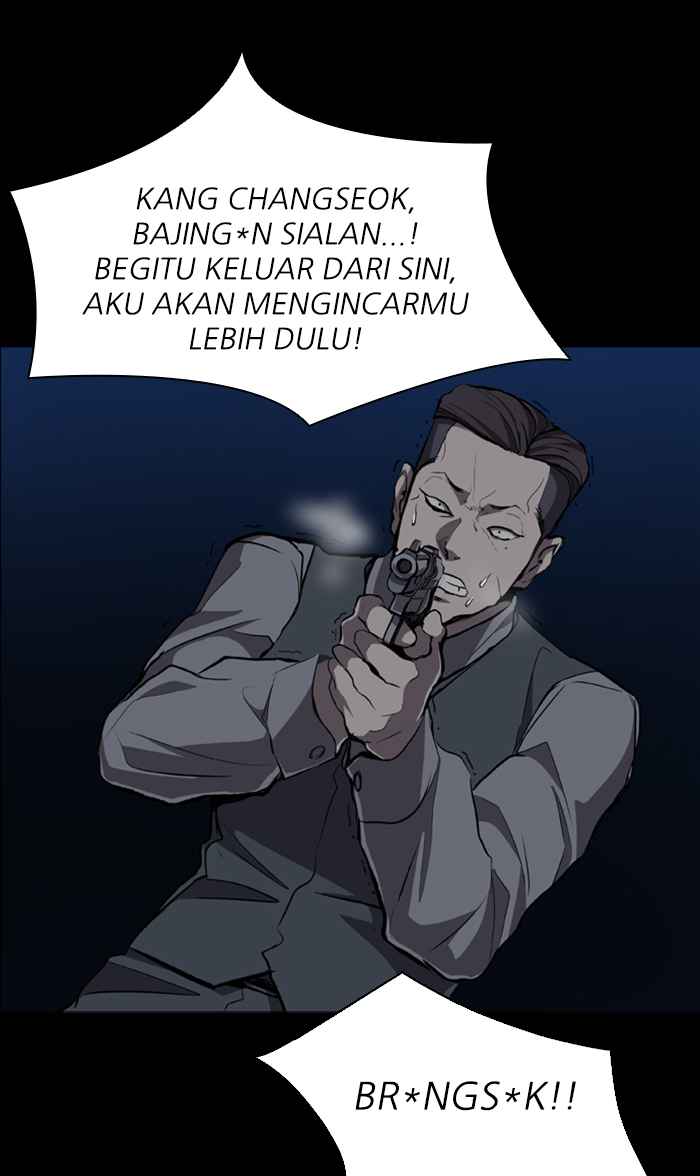 KANG CHANGSEOK,
BAJING*N SIALAN...!
BEGITU KELUAR DARI SINI,
AKU AKAN MENGINCARMU
LEBIH DULU!
BR*NGS*K!!